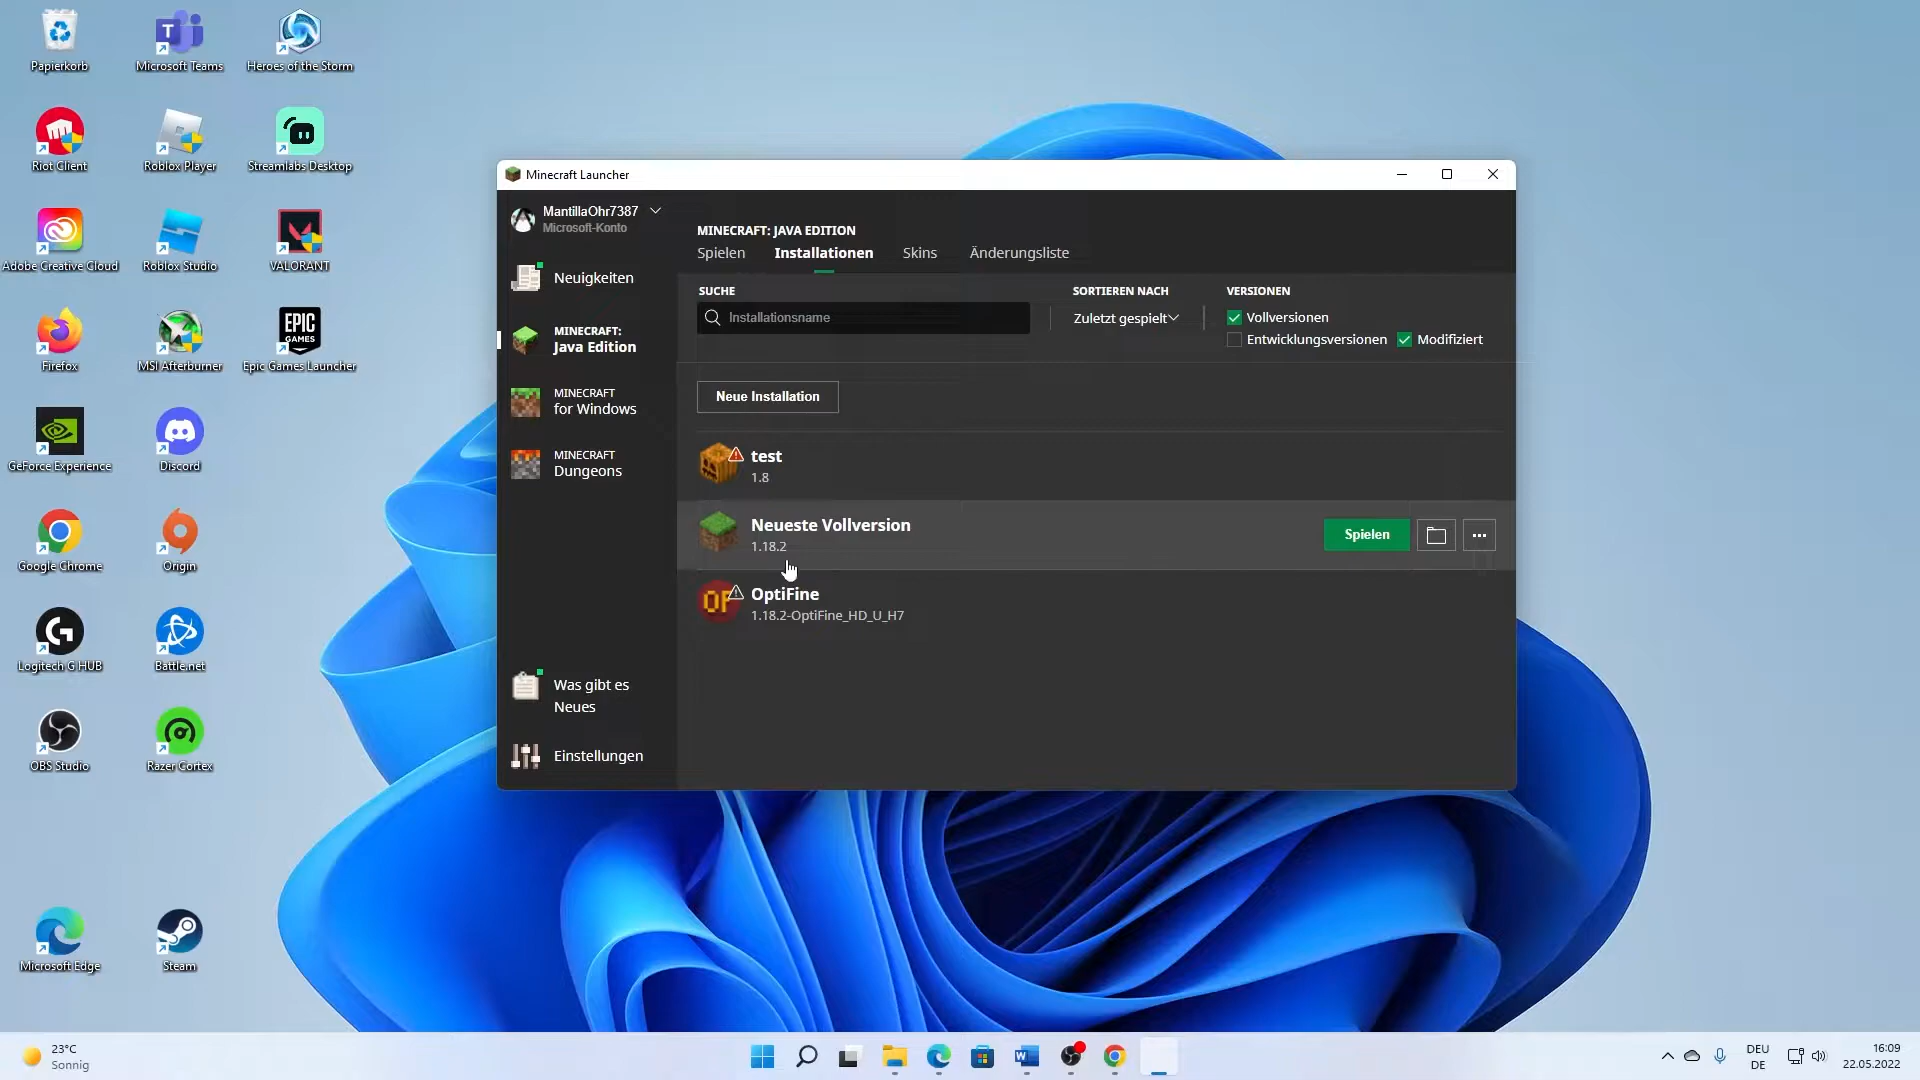 Papierkorb
Microsoft Teams
Heroes of the Storm
Riot Client
Roblox Player
Streamlabs Desktop
Adobe Creative Cloud
Roblox Studio
VALORANT
Firefox
MSI Afterburner
EPIC
GAMES
Epic Games Launcher
GeForce Experience
Discord
Google Chrome
Origin
Logitech G HUB
Battle.net
OBS Studio
Razer Cortex
Microsoft Edge
Steam
Minecraft Launcher
MantillaOhr7387
Microsoft-Konto
Neuigkeiten
MINECRAFT:
Java Edition
MINECRAFT
for Windows
MINECRAFT
Dungeons
Was gibt es
Neues
Einstellungen
MINECRAFT: JAVA EDITION
Spielen Installationen Skins Änderungsliste
SUCHE SORTIEREN NACH VERSIONEN
Installationsname Zuletzt gespielt Vollversionen
Entwicklungsversionen Modifiziert
Neue Installation
test
1.8
Neueste Vollversion
1.18.2
Spielen
...
OF
OptiFine
1.18.2-OptiFine_HD_U_H7
23°C
Sonnig
DEU
DE
16:09
22.05.2022